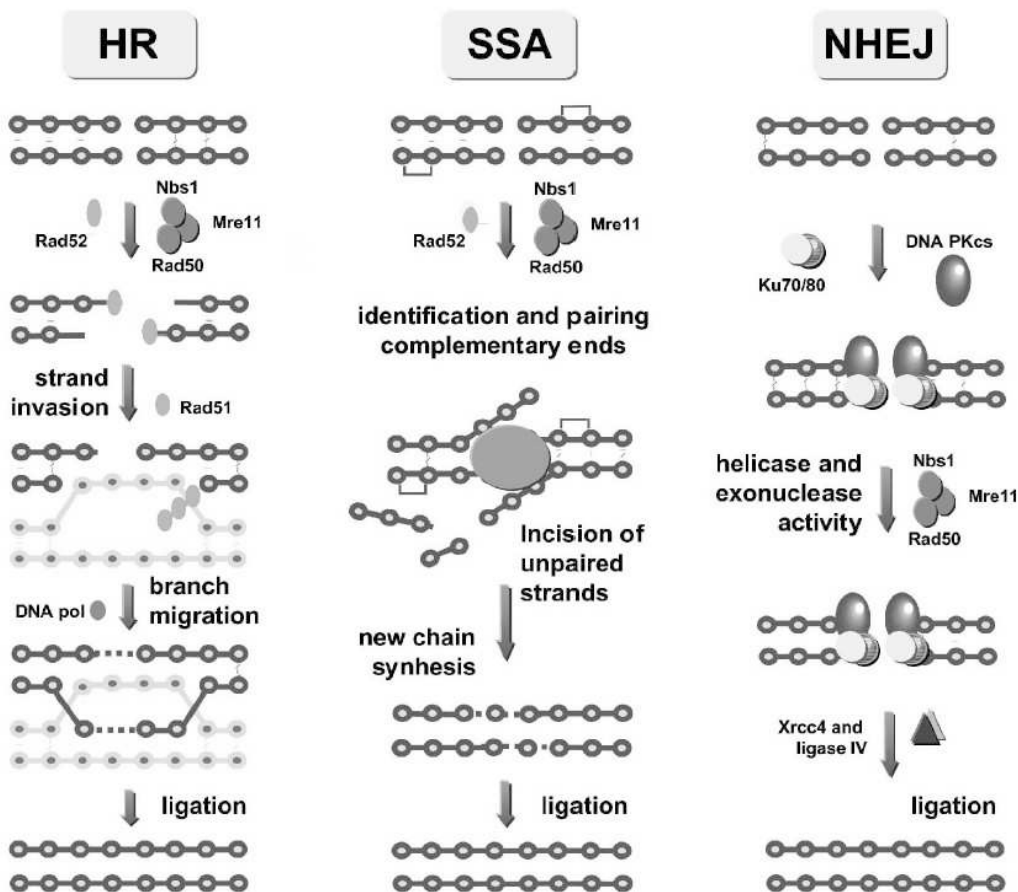 HR
Nbs1
Mre11
Rad52
Rad50
strand
invasion
Rad51
branch
migration
DNA pol
ligation
SSA
Nbs1
Mre11
Rad52
Rad50
identification and pairing
complementary ends
Incision of
unpaired
strands
new chain
synhesis
ligation
NHEJ
DNA PKcs
Ku70/80
helicase and
exonuclease
activity
Nbs1
Mre11
Rad50
Xrcc4 and
ligase IV
ligation